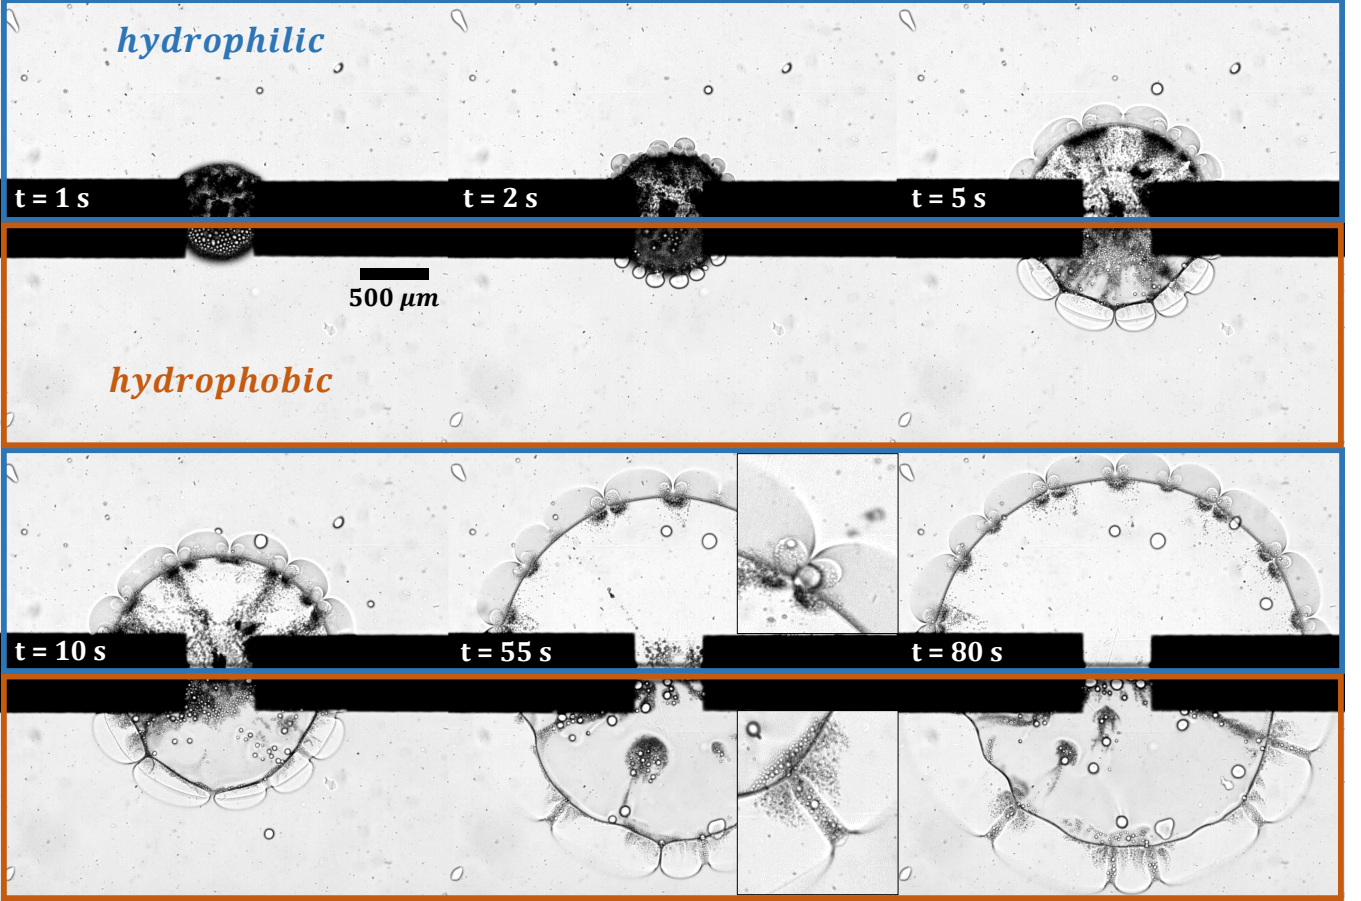 hydrophilic
t = 1 s
t = 2 s
t = 5 s
500 μm
hydrophobic
t = 10 s
t = 55 s
t = 80 s